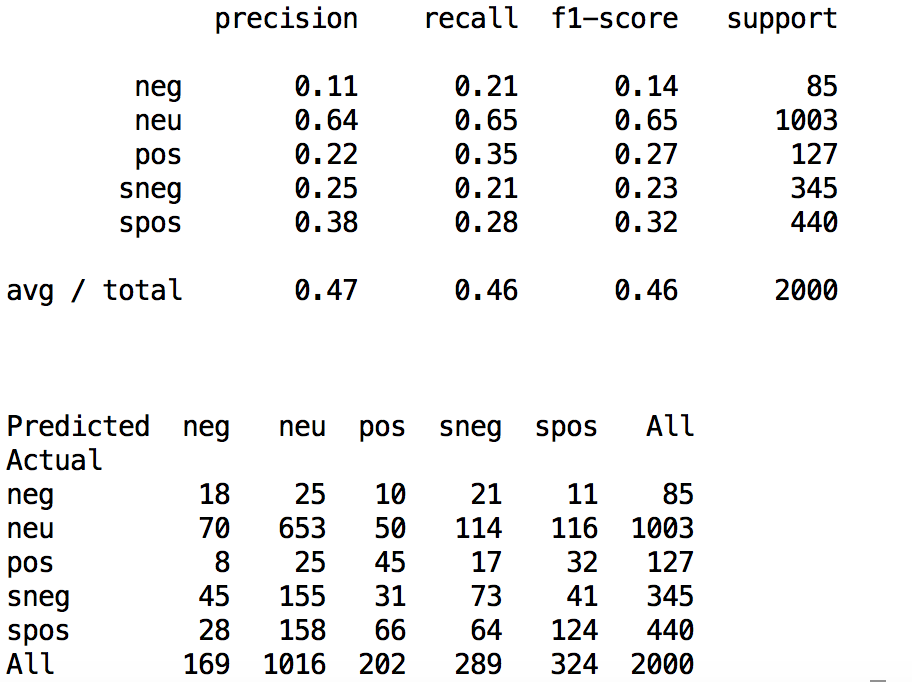 precision recall f1-score support
neg 0.11 0.21 0.14 85
neu 0.64 0.65 0.65 1003
pos 0.22 0.35 0.27 127
sneg 0.25 0.21 0.23 345
spos 0.38 0.28 0.32 440
avg / total 0.47 0.46 0.46 2000
Predicted neg neu pos sneg spos All
Actual
neg 18 25 10 21 11 85
neu 70 653 50 114 116 1003
pos 8 25 45 17 32 127
sneg 45 155 31 73 41 345
spos 28 158 66 64 124 440
All 169 1016 202 289 324 2000